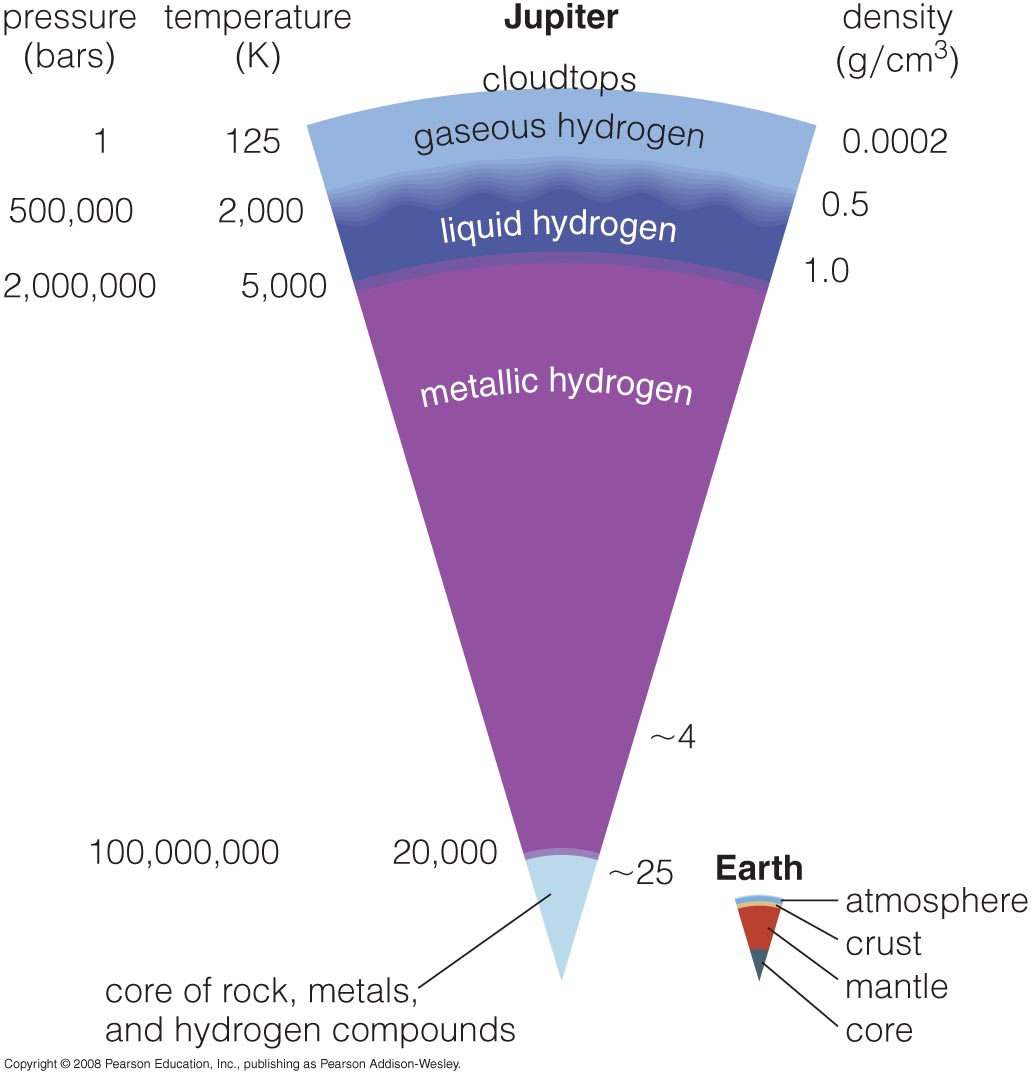 pressure
(bars)
temperature
(K)
Jupiter
density
(g/cm³)
cloudtops
gaseous hydrogen
1
125
0.0002
500,000
2,000
0.5
liquid hydrogen
2,000,000
5,000
1.0
metallic hydrogen
~4
100,000,000
20,000
~25
Earth
atmosphere
crust
mantle
core
core of rock, metals,
and hydrogen compounds
Copyright © 2008 Pearson Education, Inc., publishing as Pearson Addison-Wesley.